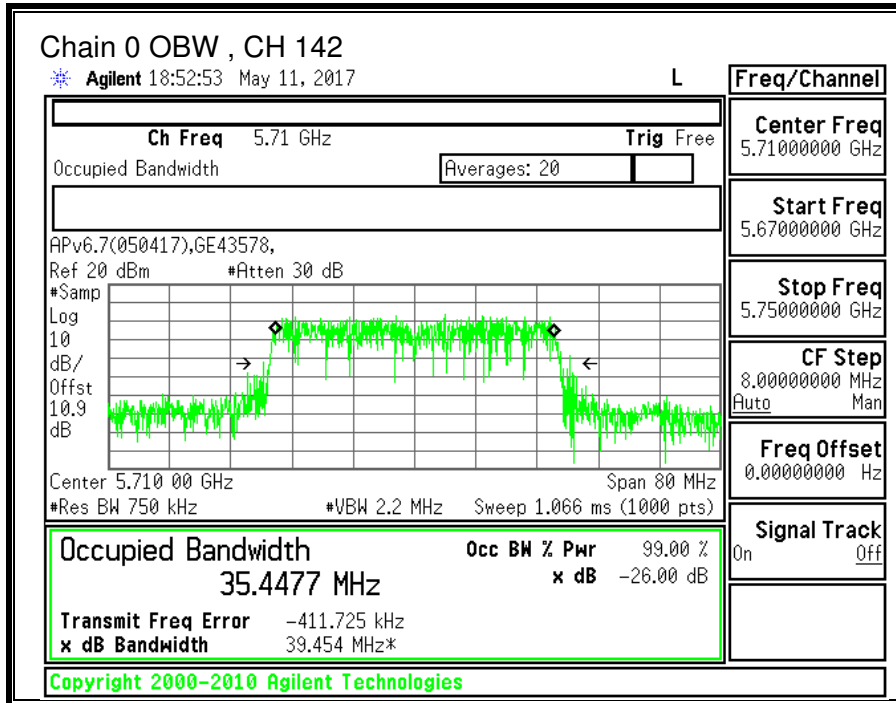 Chain 0 OBW , CH 142
Agilent 18:52:53 May 11, 2017 L
Ch Freq 5.71 GHz Trig Free
Occupied Bandwidth Averages: 20
APv6.7(050417),GE43578,
Ref 20 dBm #Atten 30 dB
#Samp
Log
10
dB/
Offst
10.9
dB
Center 5.710 00 GHz Span 80 MHz
#Res BW 750 kHz #VBW 2.2 MHz Sweep 1.066 ms (1000 pts)
Occupied Bandwidth Occ BW % Pwr 99.00 %
35.4477 MHz x dB -26.00 dB
Transmit Freq Error -411.725 kHz
x dB Bandwidth 39.454 MHz*
Copyright 2000-2010 Agilent Technologies
Freq/Channel
Center Freq
5.71000000 GHz
Start Freq
5.67000000 GHz
Stop Freq
5.75000000 GHz
CF Step
8.00000000 MHz
Auto Man
Freq Offset
0.00000000 Hz
Signal Track
On Off